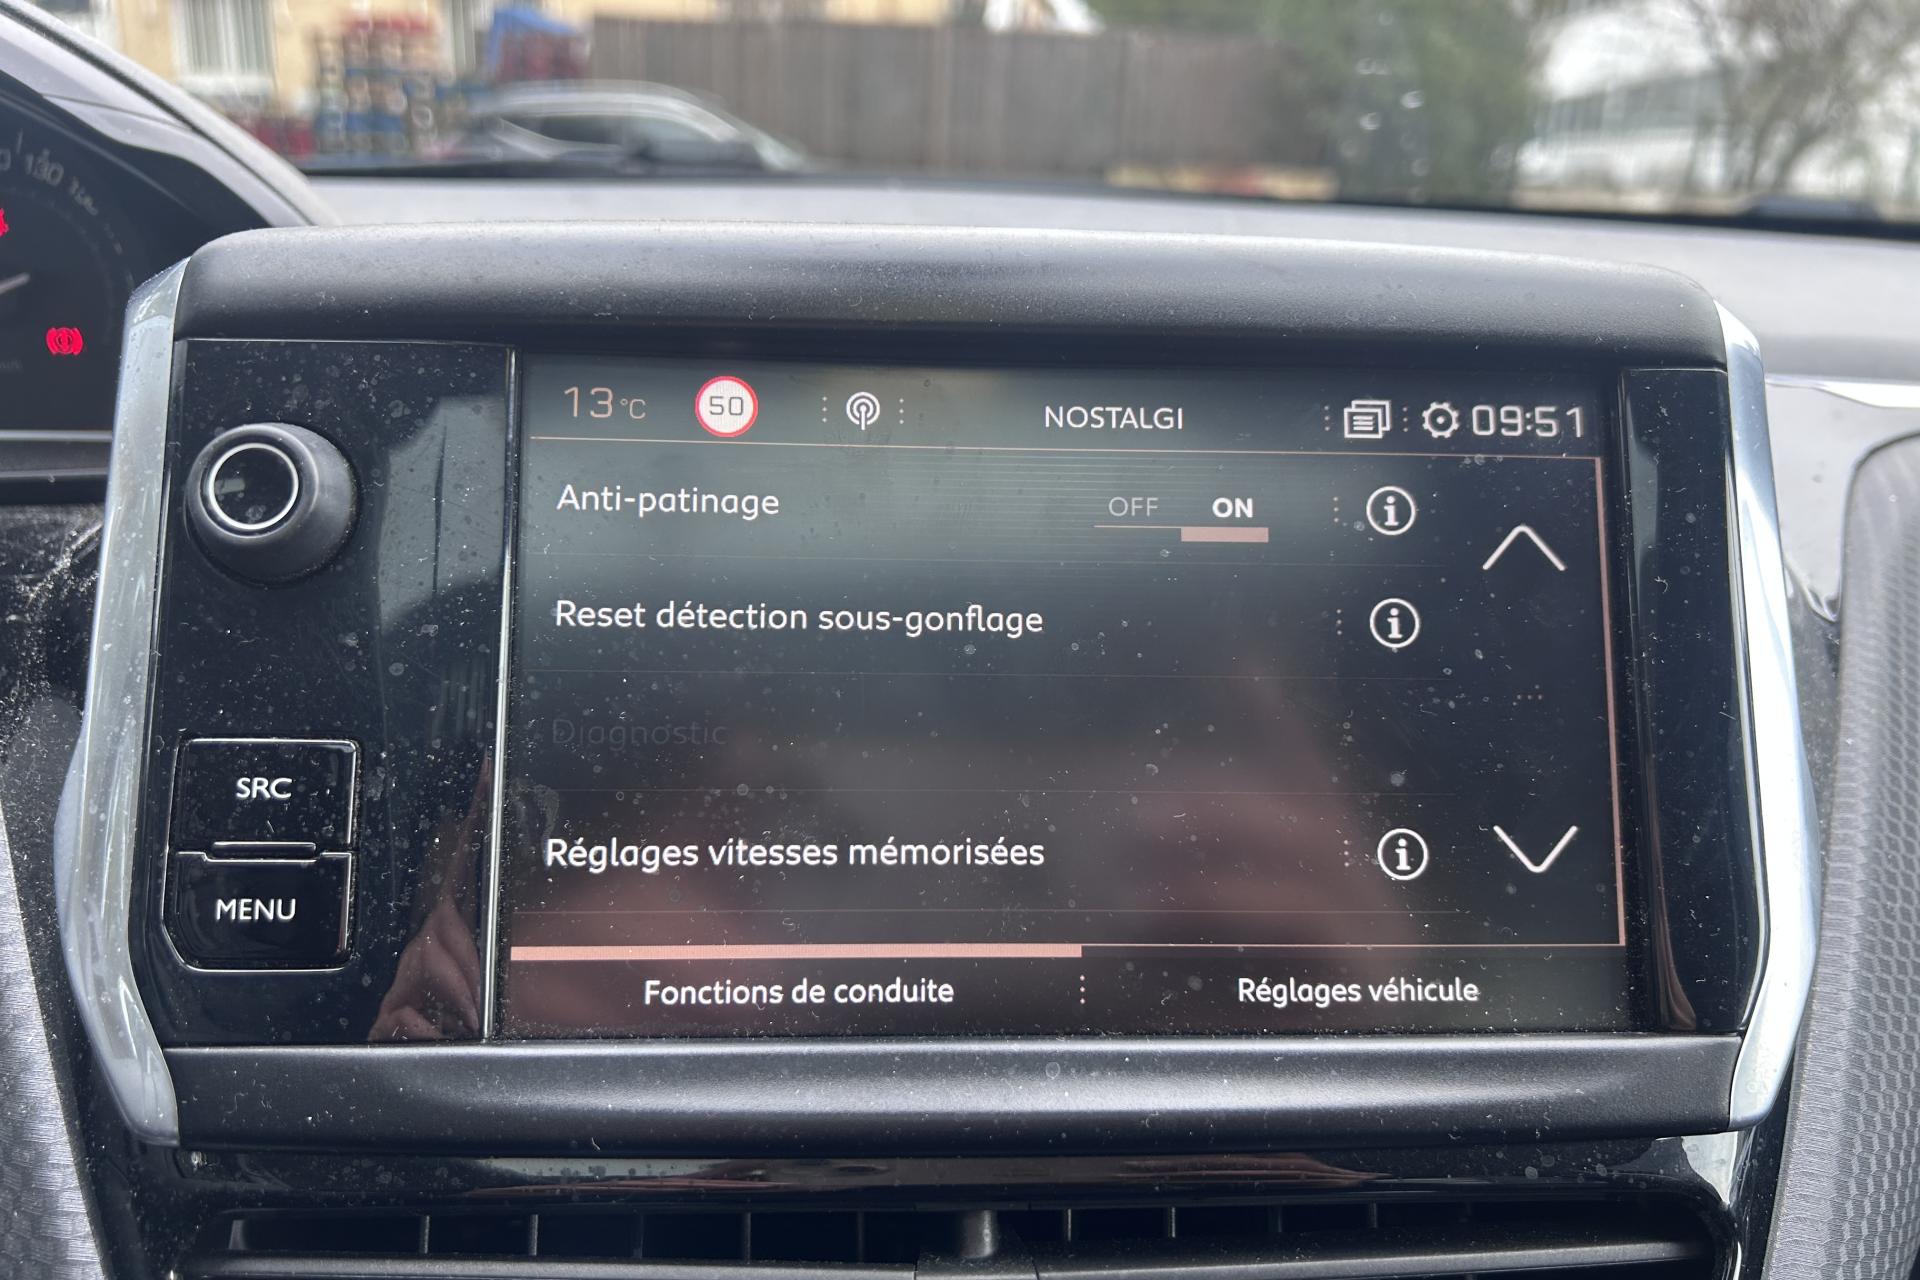 130
13°C 50 NOSTALGI 09:51
Anti-patinage OFF ON
Reset détection sous-gonflage
Diagnostic
Réglages vitesses mémorisées
Fonctions de conduite Réglages véhicule
SRC
MENU